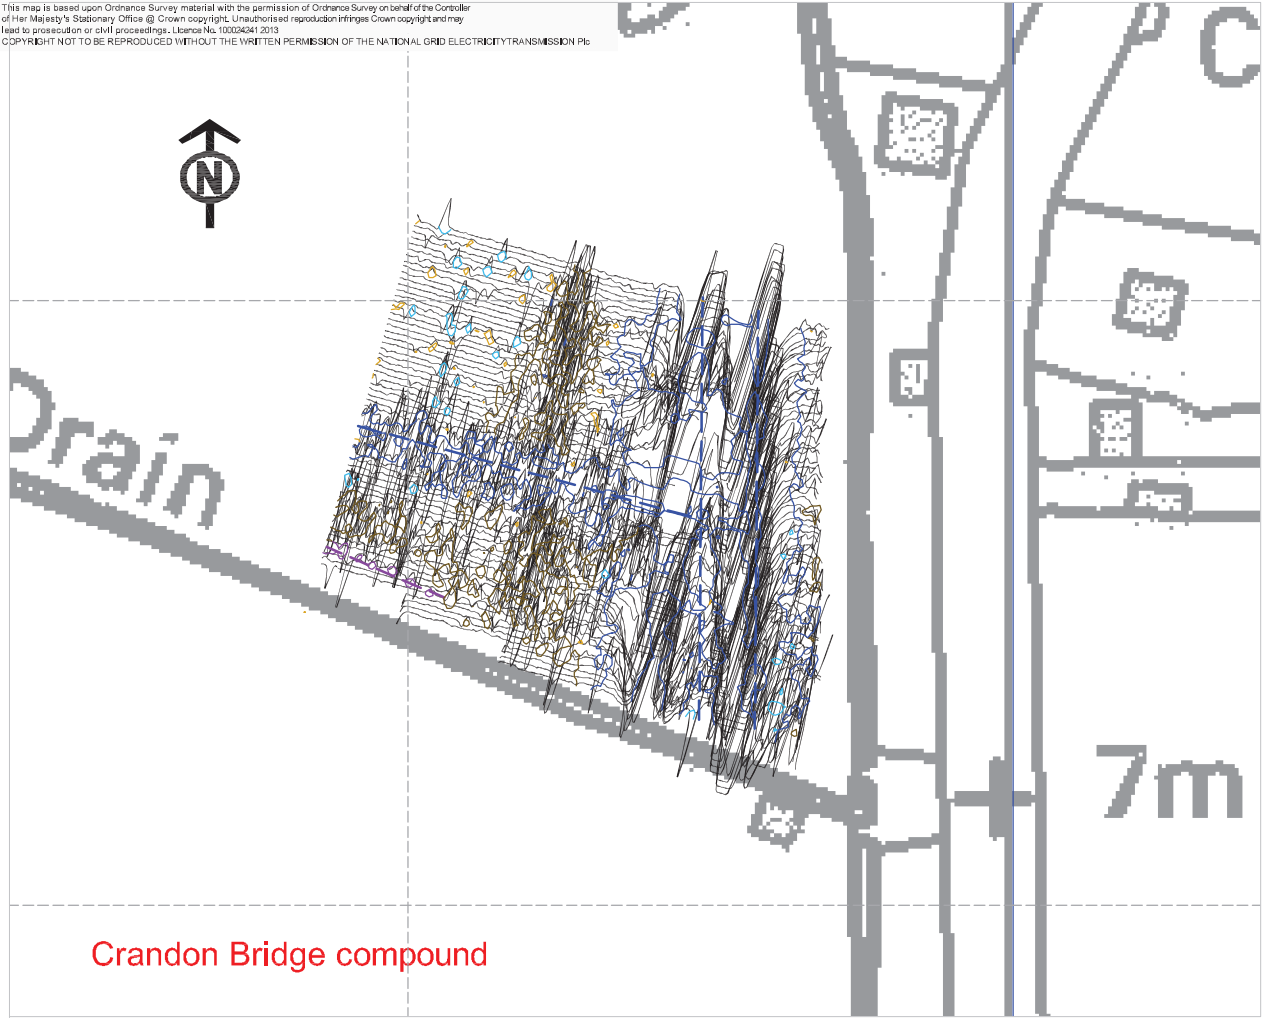 This map is based upon Ordnance Survey material with the permission of Ordnance Survey on behalf of the Controller
of Her Majesty's Stationary Office @ Crown copyright. Unauthorised reproduction infringes Crown copyright and may
lead to prosecution or civil proceedings. Licence No. 100024241 2013
COPYRIGHT NOT TO BE REPRODUCED WITHOUT THE WRITTEN PERMISSION OF THE NATIONAL GRID ELECTRICITY TRANSMISSION Plc
C
N
Drain
7m
Crandon Bridge compound